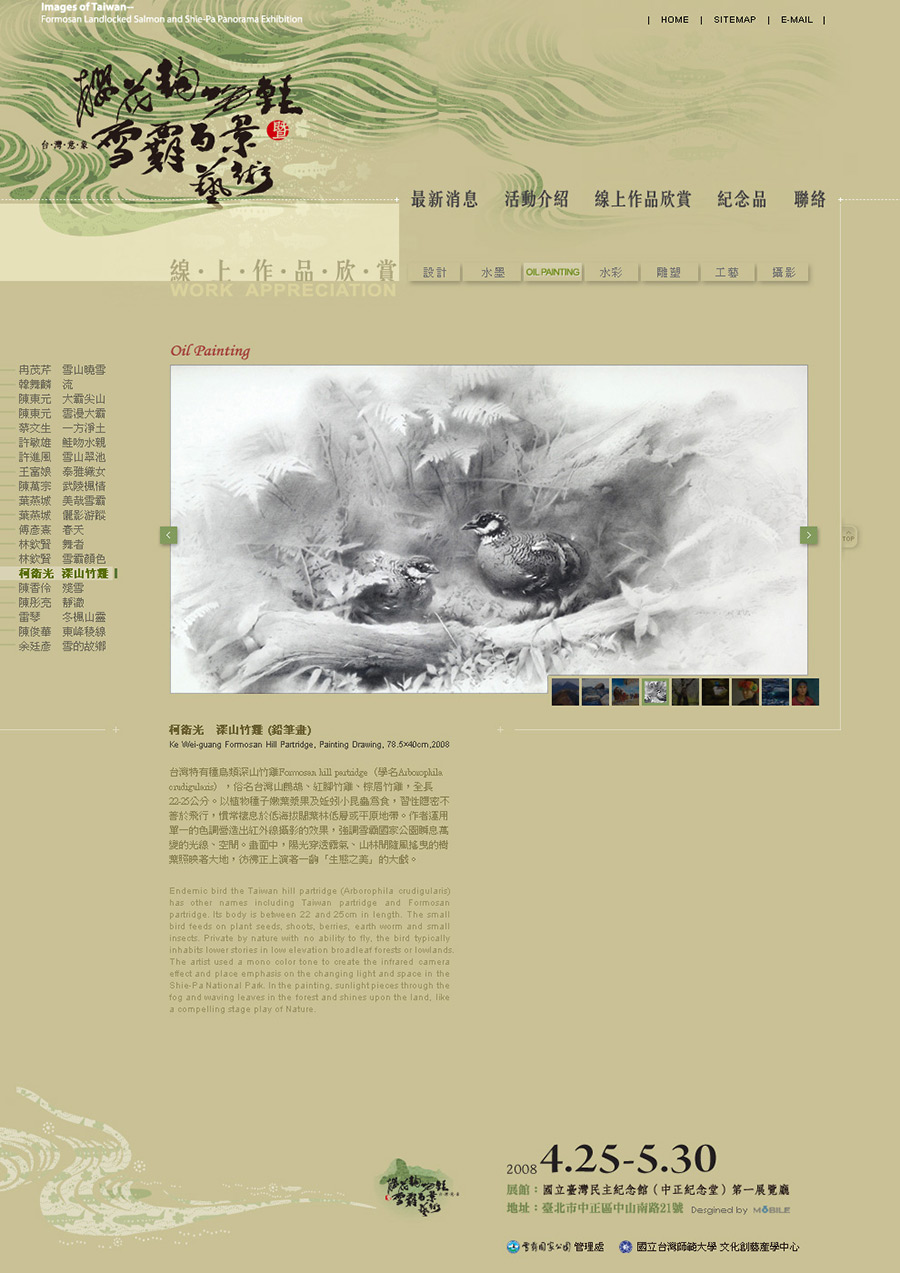 Images of Taiwan—
Formosan Landlocked Salmon and Shie-Pa Panorama Exhibition
| HOME | SITEMAP | E-MAIL |
櫻花鉤吻鮭
台·灣·意·象 雪霸百景 暨
藝術
最新消息 活動介紹 線上作品欣賞 紀念品 聯絡
線·上·作·品·欣·賞
WORK APPRECIATION
設計 水墨 OIL PAINTING 水彩 雕塑 工藝 攝影
Oil Painting
冉茂芹 雪山曉雪
韓舞麟 流
陳東元 大霸尖山
陳東元 雲漫大霸
蔡文生 一方淨土
許敏雄 鮭吻水親
許進風 雪山翠池
王富娘 泰雅織女
陳萬宗 武陵楓情
葉燕城 美哉雪霸
葉燕城 儷影游蹤
傅彥熹 春天
林欽賢 舞者
林欽賢 雪霸顏色
柯衛光 深山竹雞
陳香伶 殘雪
陳彤亮 靜澈
雷琴 冬楓山靈
陳俊華 東峰稜線
余廷彥 雪的故鄉
TOP
柯衛光 深山竹雞 (鉛筆畫)
Ke Wei-guang Formosan Hill Partridge, Painting Drawing, 78.5×40cm,2008
台灣特有種鳥類深山竹雞Formosan hill partridge（學名Arborophila
crudigularis），俗名台灣山鷓鴣、紅腳竹雞、棕眉竹雞，全長
22-25公分。以植物種子嫩葉漿果及蚯蚓小昆蟲為食，習性隱密不
善於飛行，慣常棲息於低海拔闊葉林低層或平原地帶。作者運用
單一的色調營造出紅外線攝影的效果，強調雪霸國家公園瞬息萬
變的光線、空間。畫面中，陽光穿透霧氣、山林間隨風搖曳的樹
葉照映著大地，彷彿正上演著一齣「生態之美」的大戲。
Endemic bird the Taiwan hill partridge (Arborophila crudigularis)
has other names including Taiwan partridge and Formosan
partridge. Its body is between 22 and 25cm in length. The small
bird feeds on plant seeds, shoots, berries, earth worm and small
insects. Private by nature with no ability to fly, the bird typically
inhabits lower stories in low elevation broadleaf forests or lowlands.
The artist used a mono color tone to create the infrared camera
effect and place emphasis on the changing light and space in the
Shie-Pa National Park. In the painting, sunlight pieces through the
fog and waving leaves in the forest and shines upon the land, like
a compelling stage play of Nature.
2008 4.25-5.30
展館：國立臺灣民主紀念館（中正紀念堂）第一展覽廳
地址：臺北市中正區中山南路21號 Desgined by MOBILE
雪霸國家公園 管理處 國立台灣師範大學 文化創藝產學中心